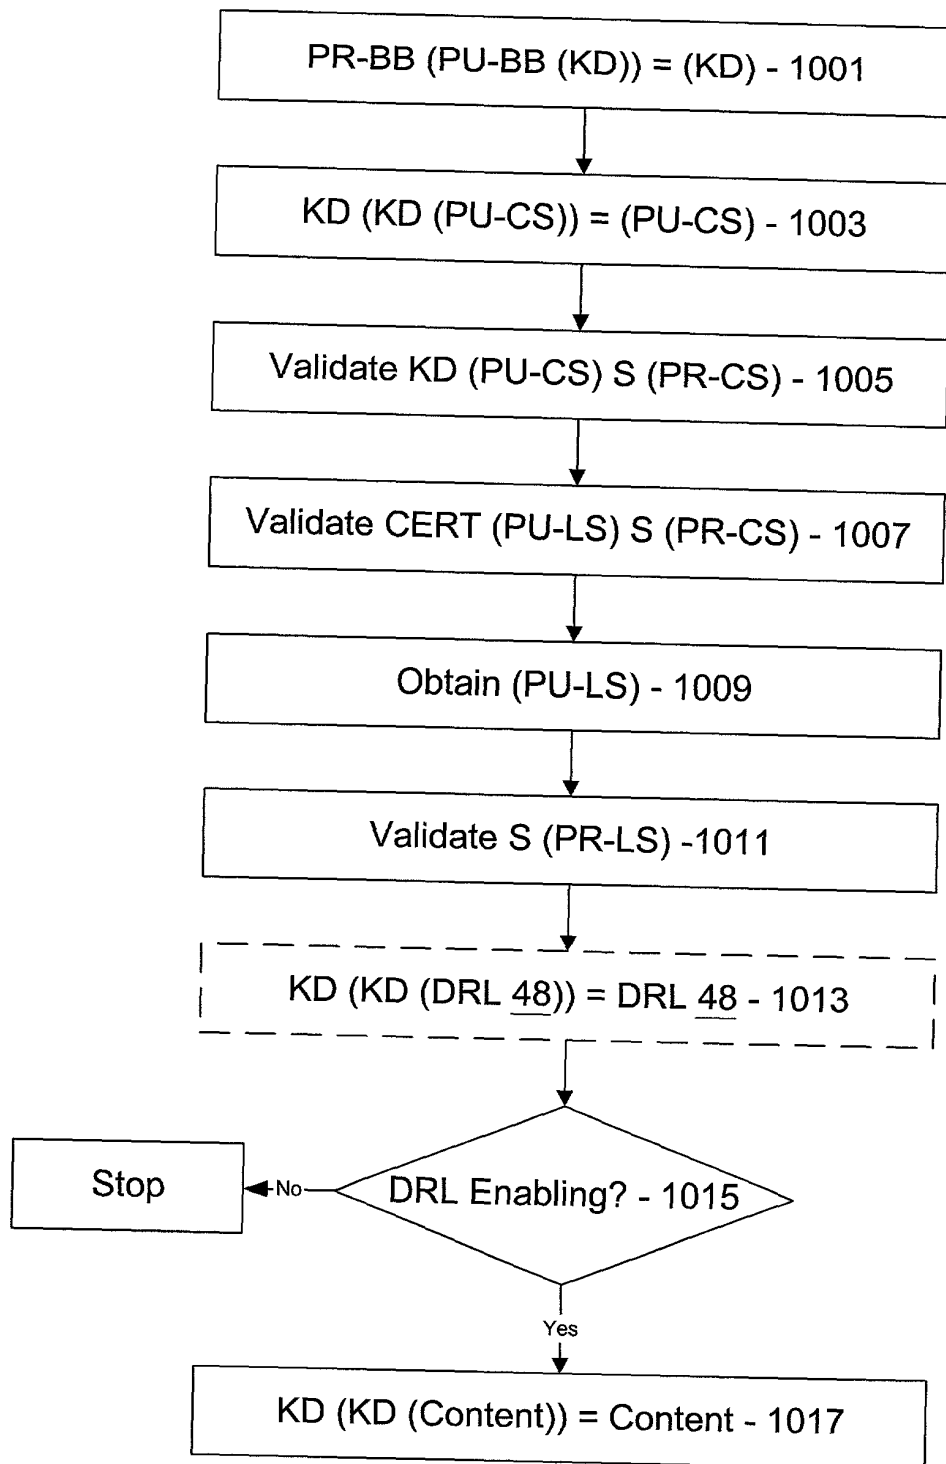 PR-BB (PU-BB (KD)) = (KD) - 1001
KD (KD (PU-CS)) = (PU-CS) - 1003
Validate KD (PU-CS) S (PR-CS) - 1005
Validate CERT (PU-LS) S (PR-CS) - 1007
Obtain (PU-LS) - 1009
Validate S (PR-LS) -1011
KD (KD (DRL 48)) = DRL 48 - 1013
DRL Enabling? - 1015
No
Stop
Yes
KD (KD (Content)) = Content - 1017